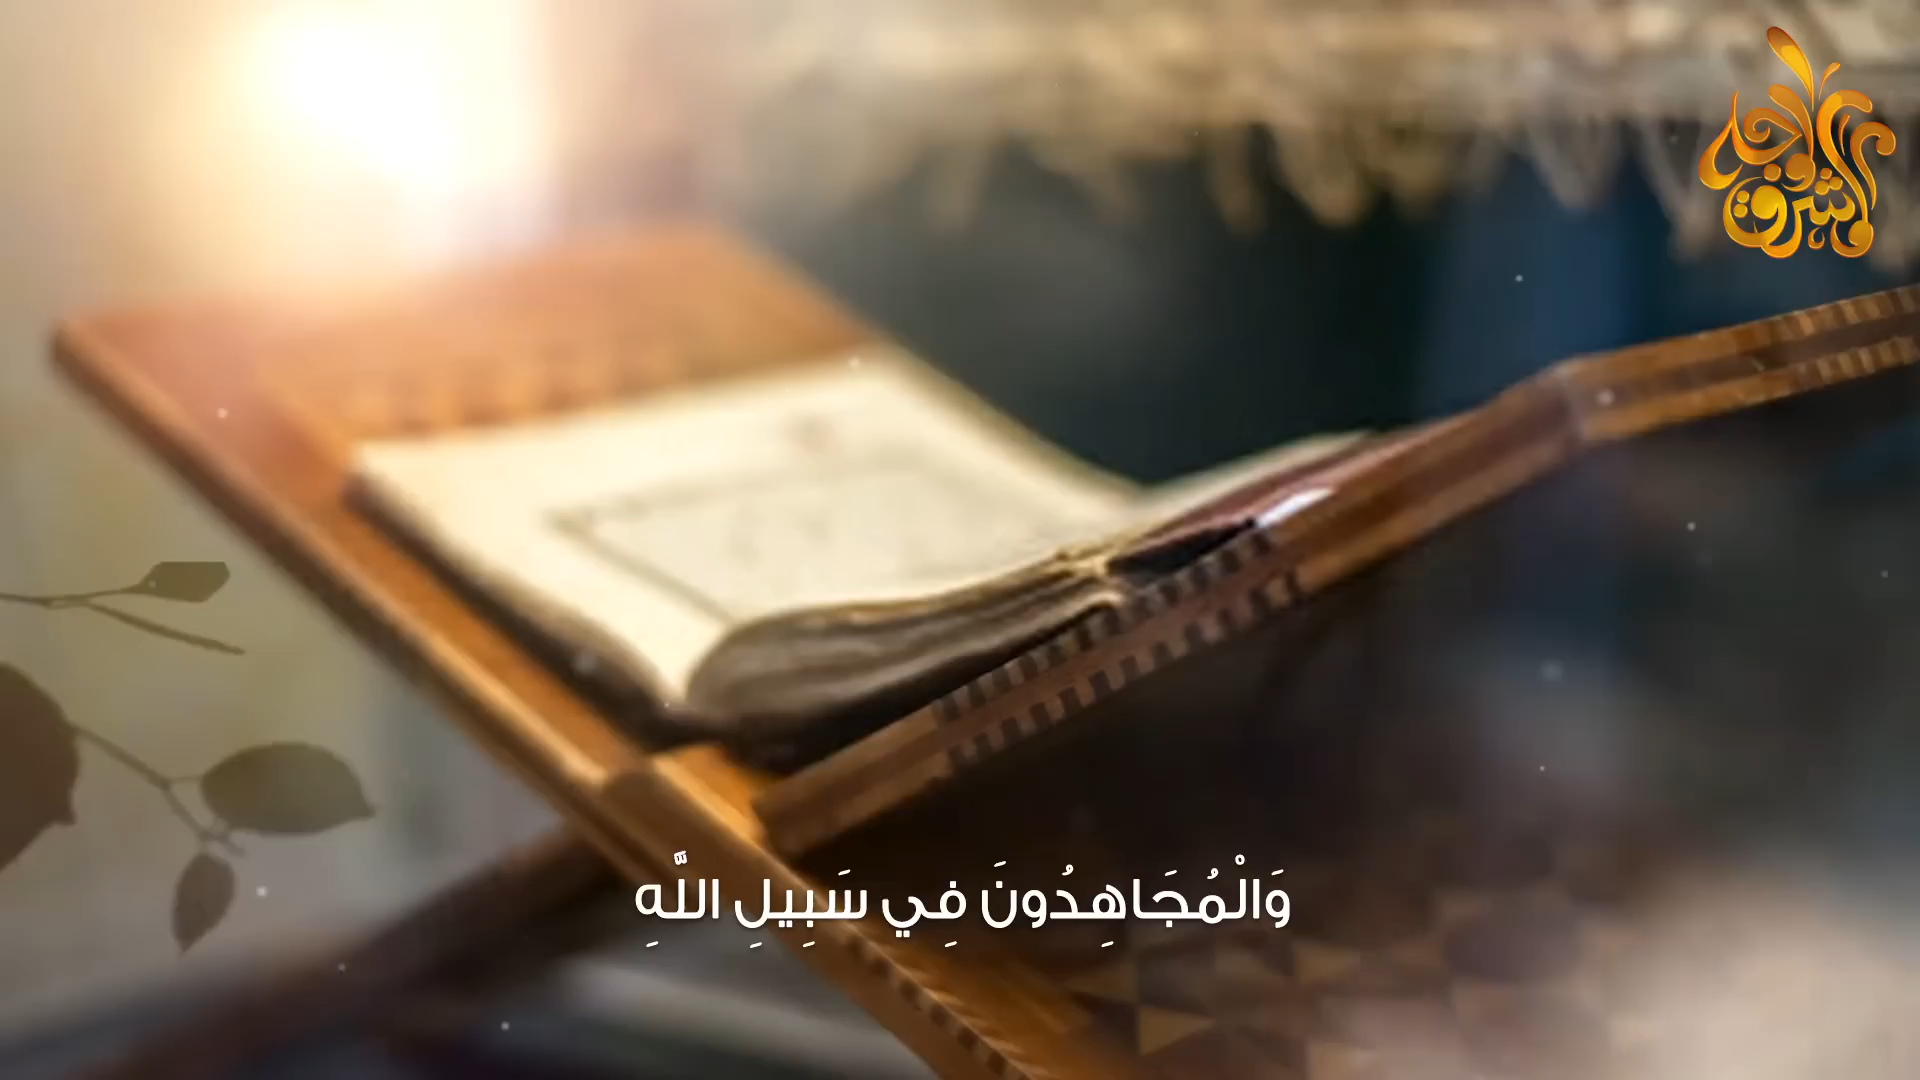 وَالْمُجَاهِدُونَ فِي سَبِيلِ اللَّهِ